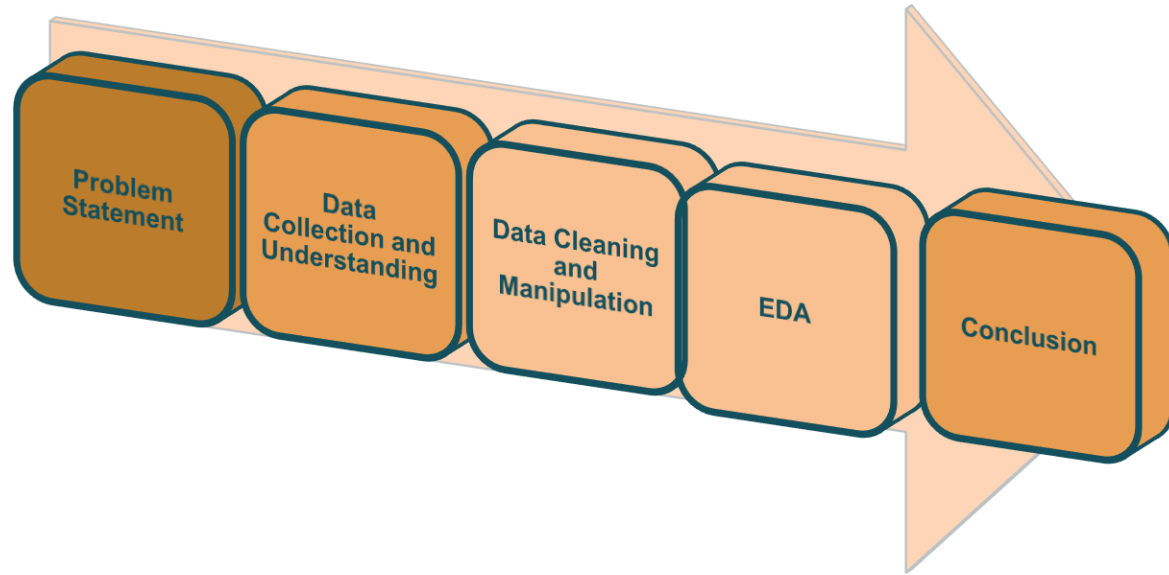 Problem
Statement
Data
Collection and
Understanding
Data Cleaning
and
Manipulation
EDA
Conclusion